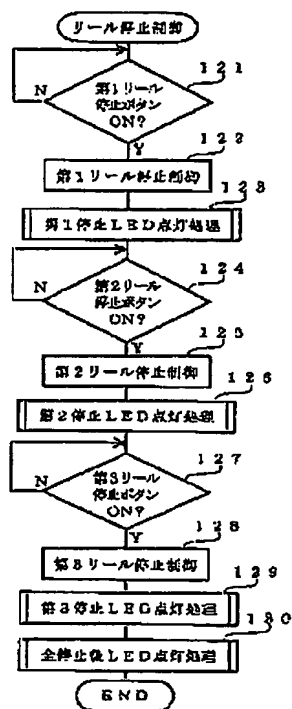 リール停止制御
121
第1リール
停止ボタン
ON?
N
Y
122
第1リール停止制御
123
第1停止LED点灯処理
124
第2リール
停止ボタン
ON?
N
Y
125
第2リール停止制御
126
第2停止LED点灯処理
127
第3リール
停止ボタン
ON?
N
Y
128
第3リール停止制御
129
第3停止LED点灯処理
130
全停止後LED点灯処理
END